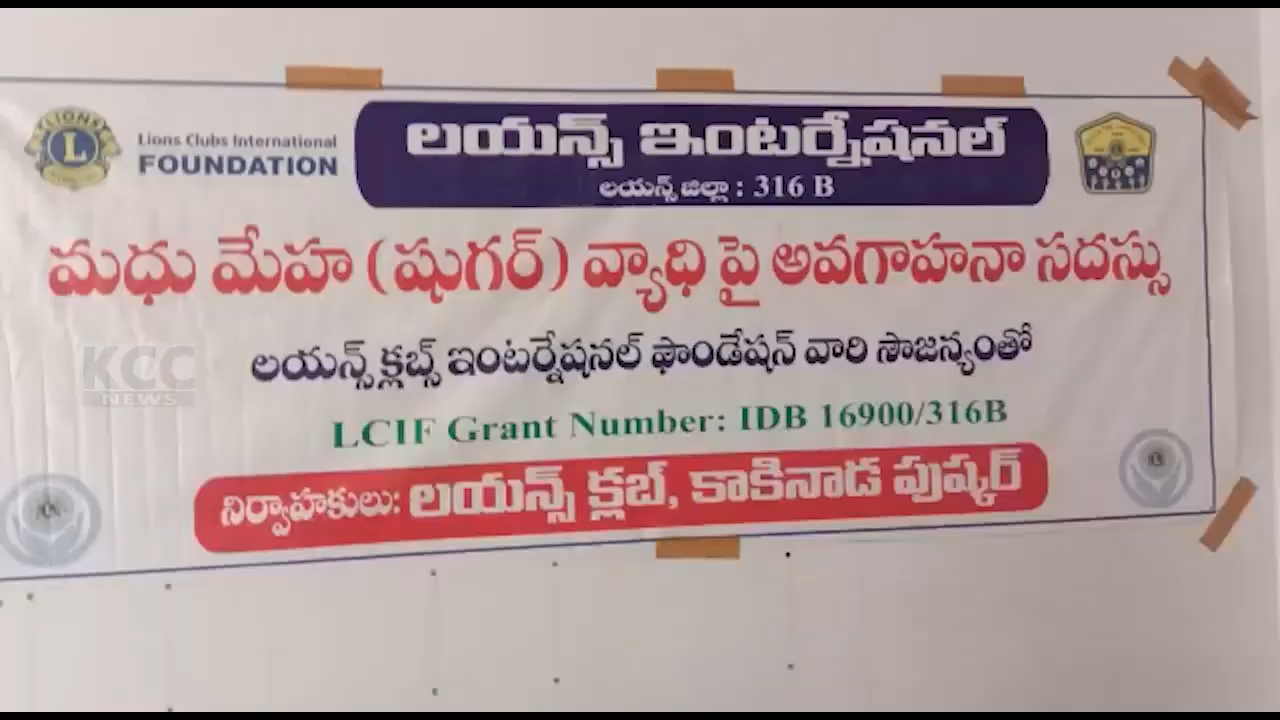 LIONS
L
Lions Clubs International
FOUNDATION
లయన్స్ ఇంటర్నేషనల్
లయన్స్ జిల్లా : 316 B
మధు మేహ (షుగర్) వ్యాధి పై అవగాహనా సదస్సు
లయన్స్ క్లబ్స్ ఇంటర్నేషనల్ ఫౌండేషన్ వారి సౌజన్యంతో
KCC
NEWS
LCIF Grant Number: IDB 16900/316B
నిర్వాహకులు: లయన్స్ క్లబ్, కాకినాడ పుష్కర్